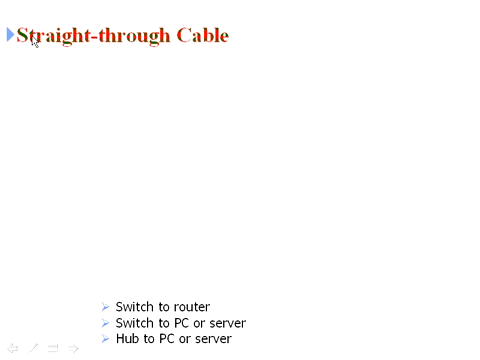 Straight-through Cable
Switch to router
Switch to PC or server
Hub to PC or server